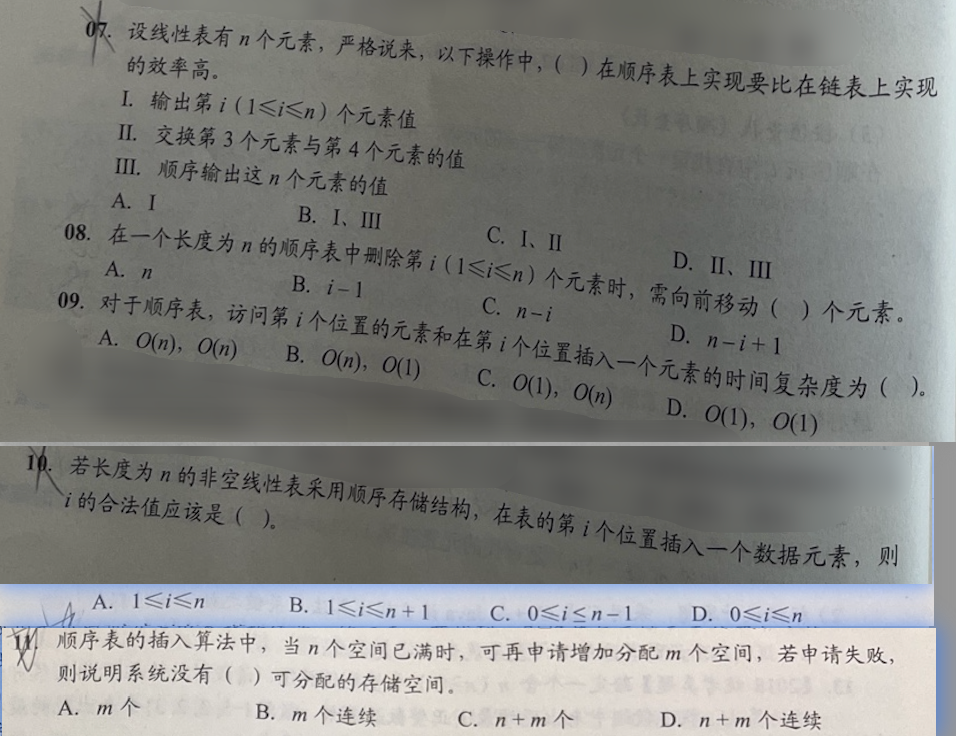 07. 设线性表有 n 个元素，严格说来，以下操作中，( ) 在顺序表上实现要比在链表上实现
的效率高。
I. 输出第 i（1≤i≤n）个元素值
II. 交换第 3 个元素与第 4 个元素的值
III. 顺序输出这 n 个元素的值
A. I B. I、III C. I、II D. II、III
08. 在一个长度为 n 的顺序表中删除第 i（1≤i≤n）个元素时，需向前移动 ( ) 个元素。
A. n B. i-1 C. n-i D. n-i+1
09. 对于顺序表，访问第 i 个位置的元素和在第 i 个位置插入一个元素的时间复杂度为 ( )。
A. O(n)，O(n) B. O(n)，O(1) C. O(1)，O(n) D. O(1)，O(1)
10. 若长度为 n 的非空线性表采用顺序存储结构，在表的第 i 个位置插入一个数据元素，则
i 的合法值应该是 ( )。
A. 1≤i≤n B. 1≤i≤n+1 C. 0≤i≤n-1 D. 0≤i≤n
11. 顺序表的插入算法中，当 n 个空间已满时，可再申请增加分配 m 个空间，若申请失败，
则说明系统没有 ( ) 可分配的存储空间。
A. m 个 B. m 个连续 C. n+m 个 D. n+m 个连续